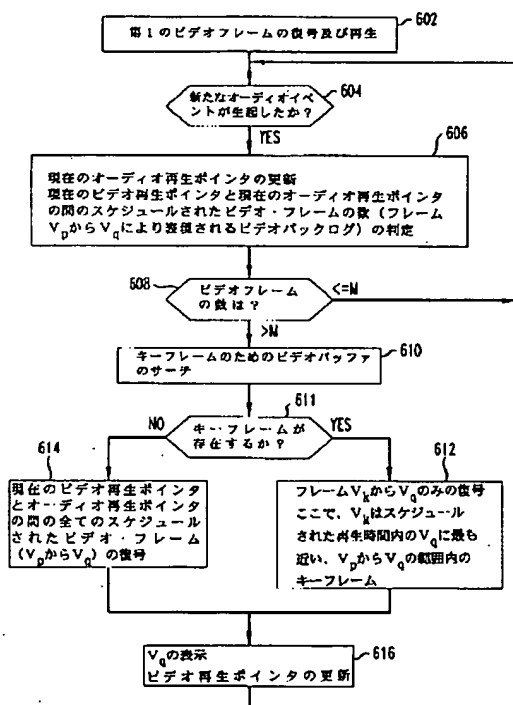 602
第1のビデオフレームの復号及び再生
604
新たなオーディオイベ
ントが生起したか?
YES
606
現在のオーディオ再生ポインタの更新
現在のビデオ再生ポインタと現在のオーディオ再生ポインタ
の間のスケジュールされたビデオ・フレームの数(フレーム
VpからVqにより表現されるビデオバックログ)の判定
608
ビデオフレーム
の数は?
<=M
>M
610
キーフレームのためのビデオバッファ
のサーチ
611
キー・フレームが
存在するか?
NO
YES
614
現在のビデオ再生ポインタ
とオーディオ再生ポインタ
の間の全てのスケジュール
されたビデオ・フレーム
(VpからVq)の復号
612
フレームVkからVqのみの復号
ここで、Vkはスケジュール
された再生時間内のVqに最も
近い、VpからVqの範囲内の
キーフレーム
616
Vqの表示
ビデオ再生ポインタの更新